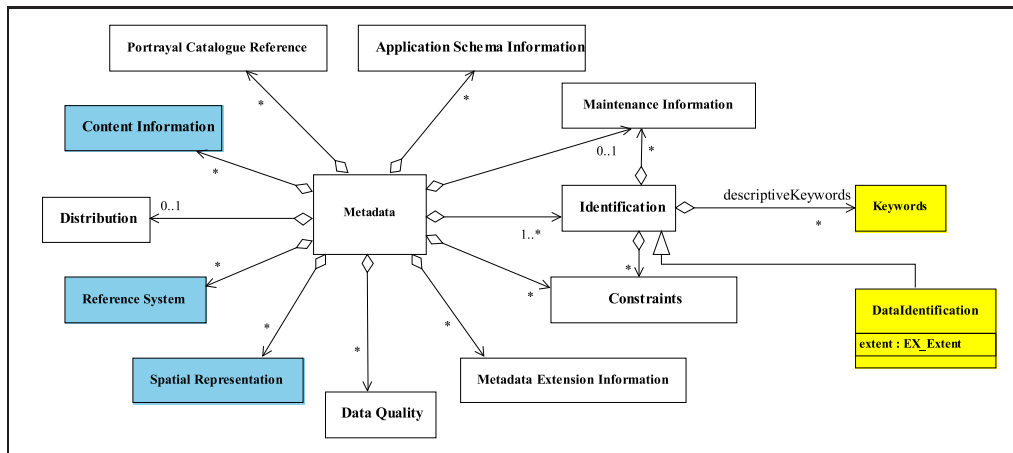 Portrayal Catalogue Reference
Application Schema Information
*
*
Content Information
*
Maintenance Information
0..1
*
Metadata
Distribution
0..1
Identification
1..*
descriptiveKeywords
*
Keywords
*
Reference System
*
*
Constraints
DataIdentification
extent : EX_Extent
*
*
*
Spatial Representation
Data Quality
Metadata Extension Information